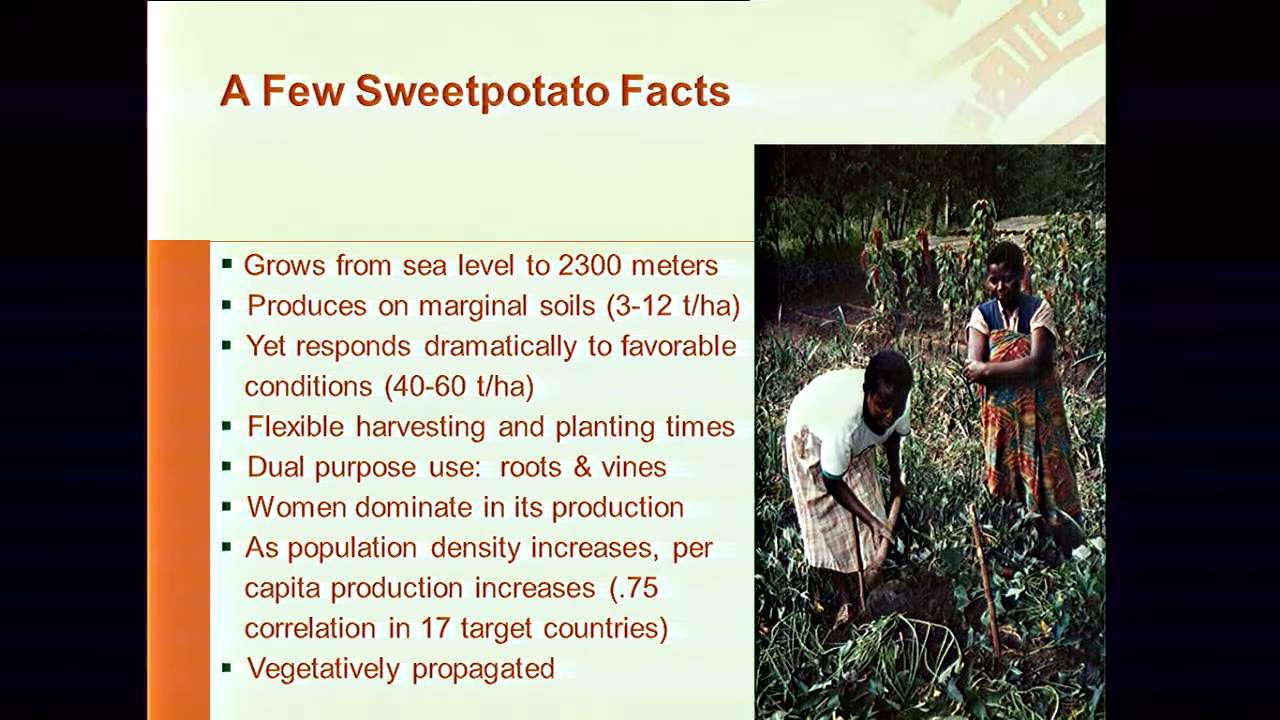 A Few Sweetpotato Facts
▪ Grows from sea level to 2300 meters
▪ Produces on marginal soils (3-12 t/ha)
▪ Yet responds dramatically to favorable
conditions (40-60 t/ha)
▪ Flexible harvesting and planting times
▪ Dual purpose use:  roots & vines
▪ Women dominate in its production
▪ As population density increases, per
capita production increases (.75
correlation in 17 target countries)
▪ Vegetatively propagated